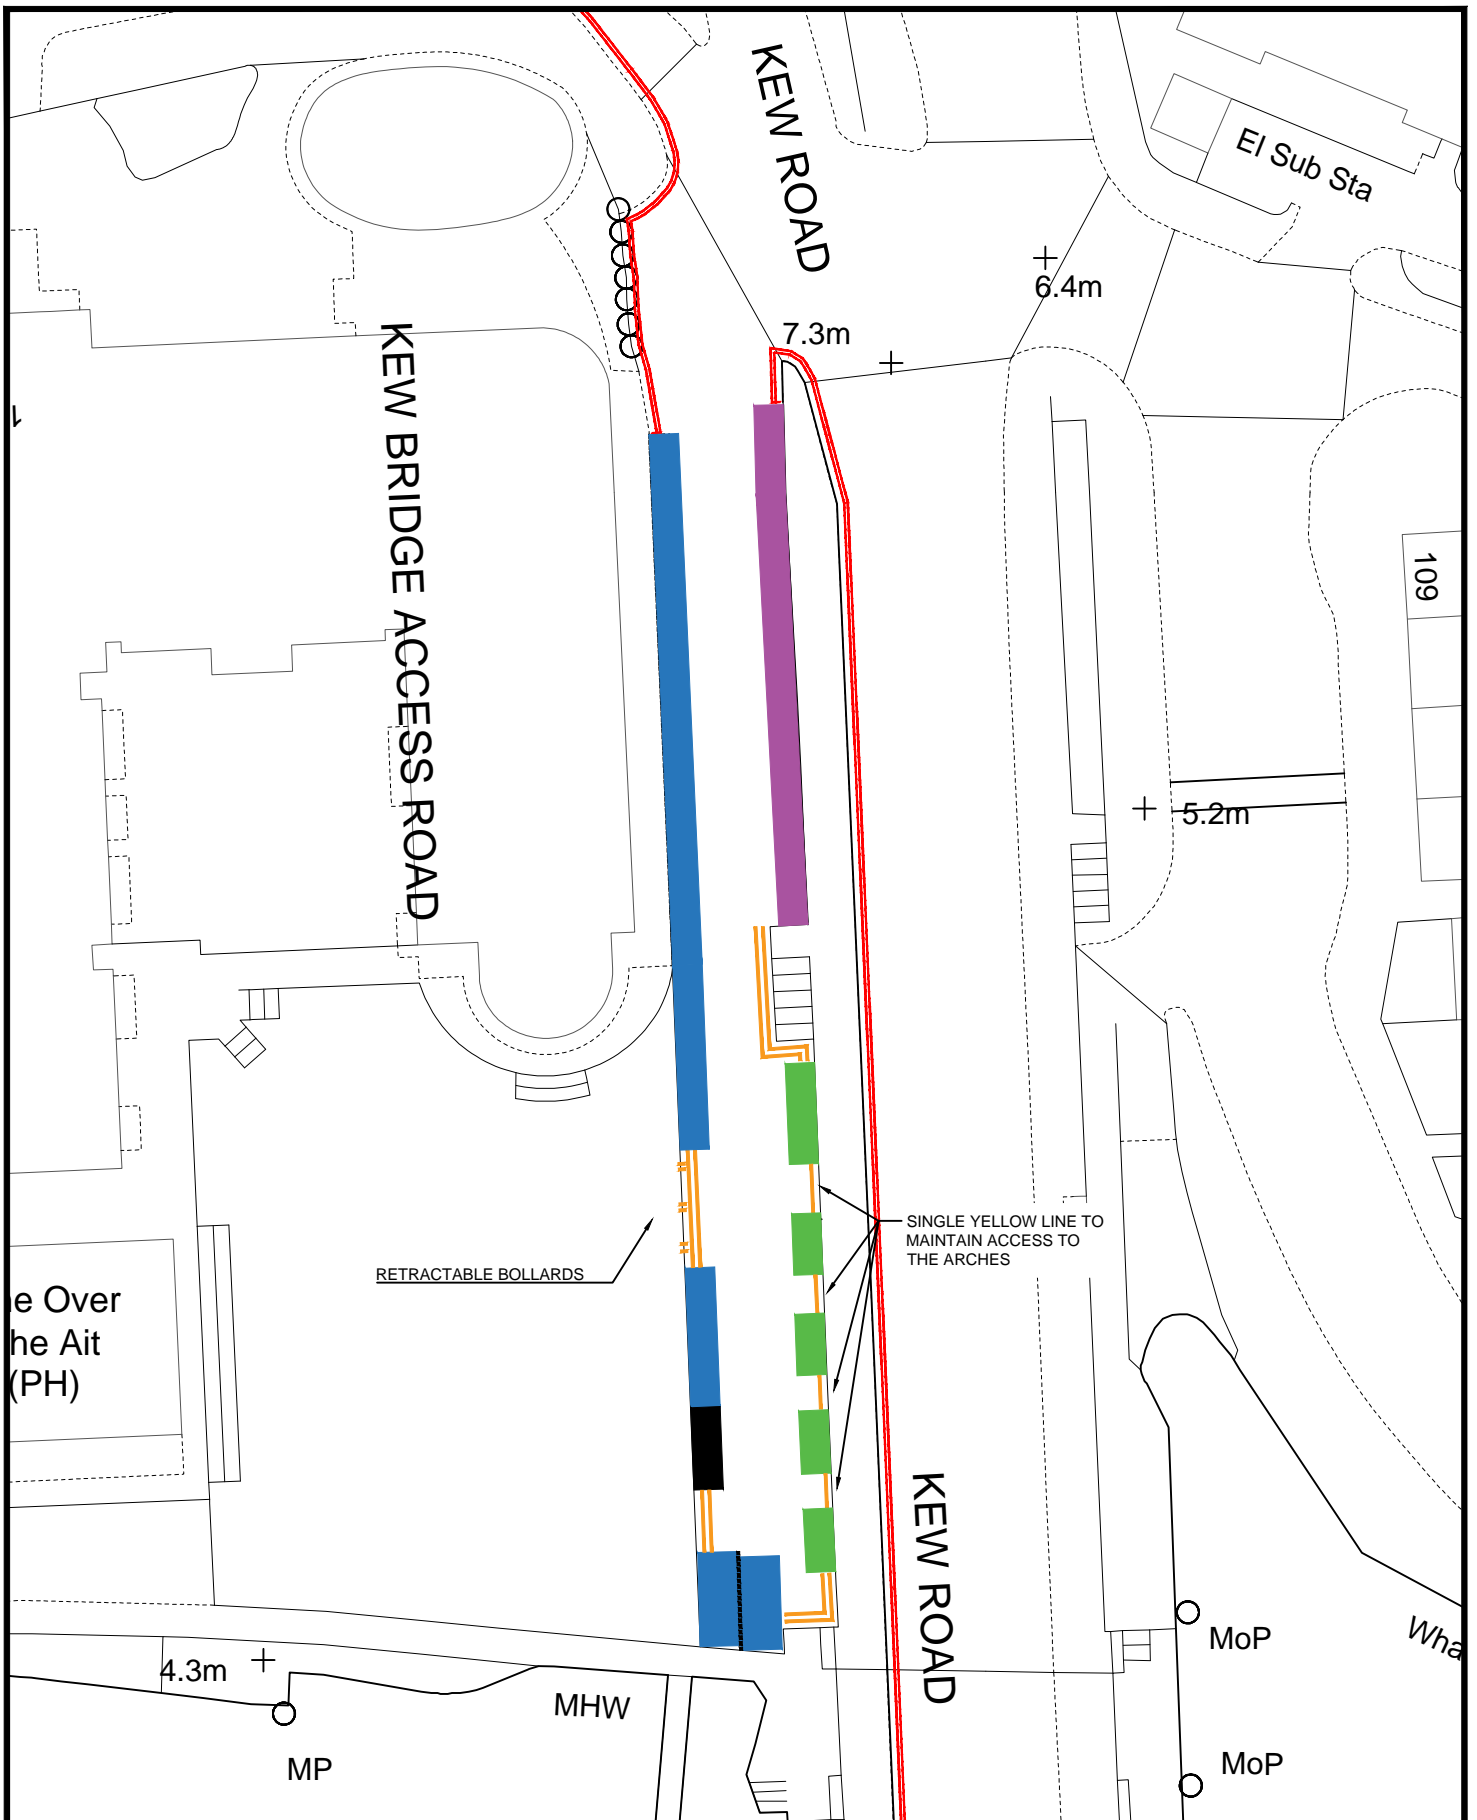 KEW ROAD
El Sub Sta
6.4m
7.3m
KEW BRIDGE ACCESS ROAD
109
5.2m
SINGLE YELLOW LINE TO
MAINTAIN ACCESS TO
THE ARCHES
RETRACTABLE BOLLARDS
e Over
he Ait
(PH)
KEW ROAD
MoP
Wha
4.3m
MHW
MP
MoP